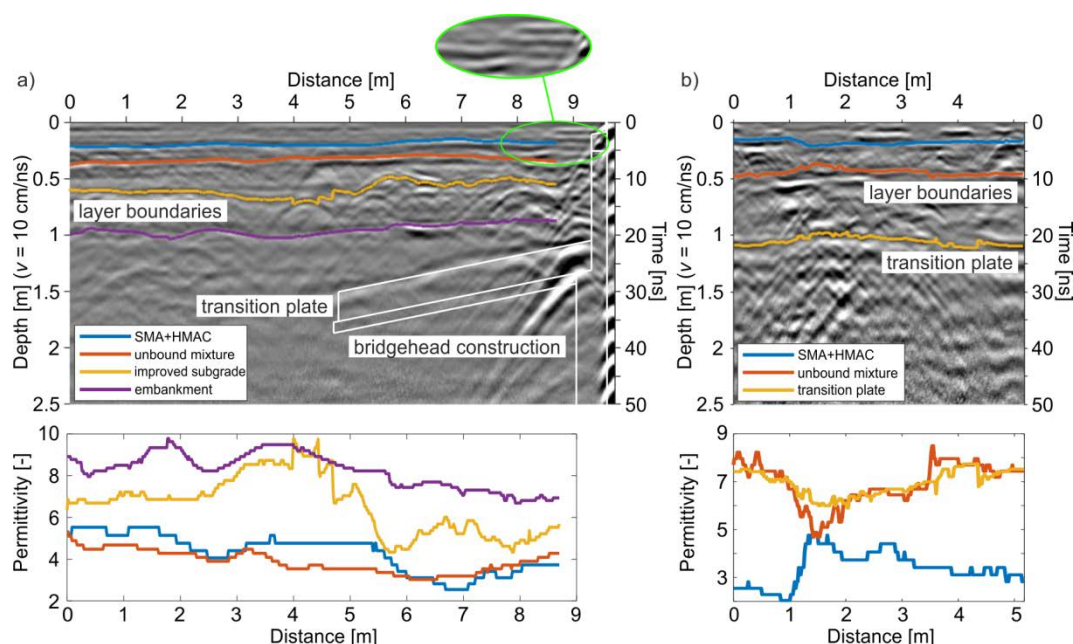 a)
Distance [m]
0 1 2 3 4 5 6 7 8 9
0
0.5
1
1.5
2
2.5
Depth [m] (v = 10 cm/ns)
0
10
20
30
40
50
Time [ns]
layer boundaries
transition plate
bridgehead construction
SMA+HMAC
unbound mixture
improved subgrade
embankment
b)
Distance [m]
0 1 2 3 4
0
0.5
1
1.5
2
2.5
Depth [m] (v = 10 cm/ns)
0
10
20
30
40
50
Time [ns]
layer boundaries
transition plate
SMA+HMAC
unbound mixture
transition plate
10
8
6
4
2
Permittivity [-]
0 1 2 3 4 5 6 7 8 9
Distance [m]
9
7
5
3
Permittivity [-]
0 1 2 3 4 5
Distance [m]